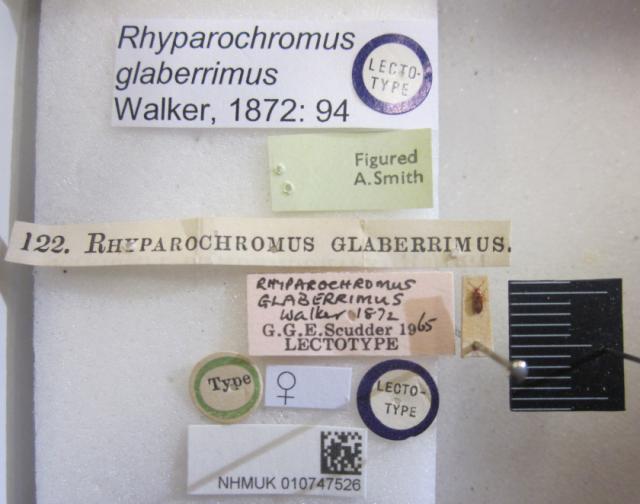 Rhyparochromus
glaberrimus
Walker, 1872: 94
LECTO-
TYPE
Figured
A. Smith
122. RHYPAROCHROMUS GLABERRIMUS.
RHYPAROCHROMUS
GLABERRIMUS
Walker 1872
G.G.E.Scudder 1965
LECTOTYPE
Type
♀
LECTO-
TYPE
NHMUK 010747526